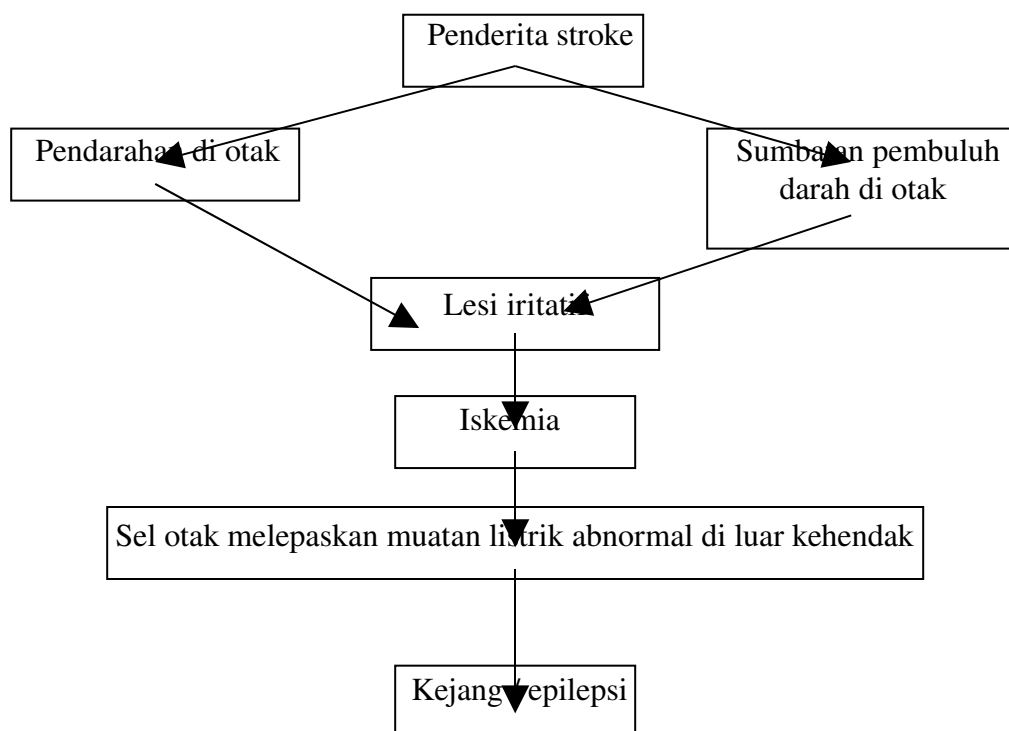 Penderita stroke
Pendarahan di otak
Sumbatan pembuluh
darah di otak
Lesi iritatif
Iskemia
Sel otak melepaskan muatan listrik abnormal di luar kehendak
Kejang / epilepsi